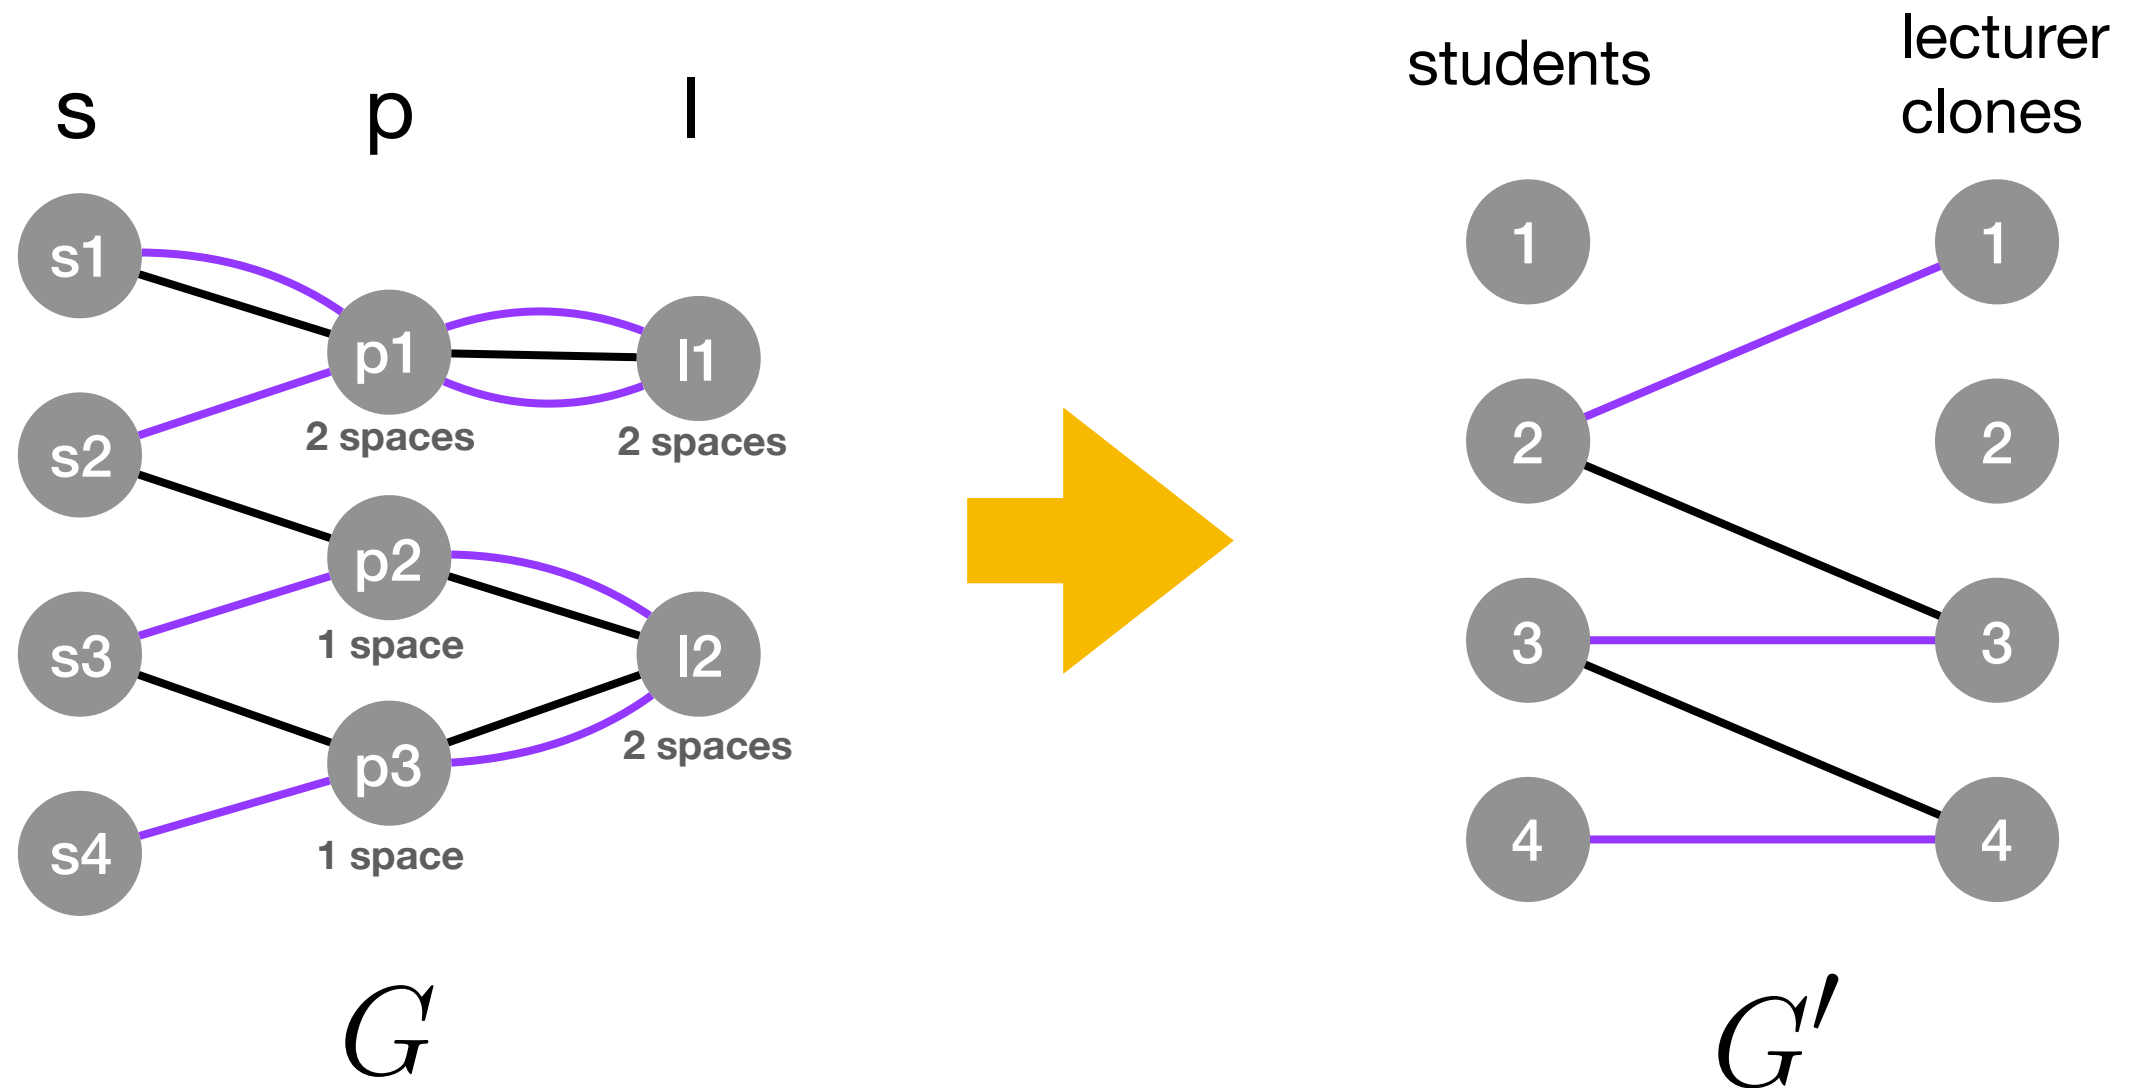 s p l
s1
s2
s3
s4
p1
2 spaces
p2
1 space
p3
1 space
l1
2 spaces
l2
2 spaces
G
students
lecturer
clones
1
2
3
4
1
2
3
4
G′